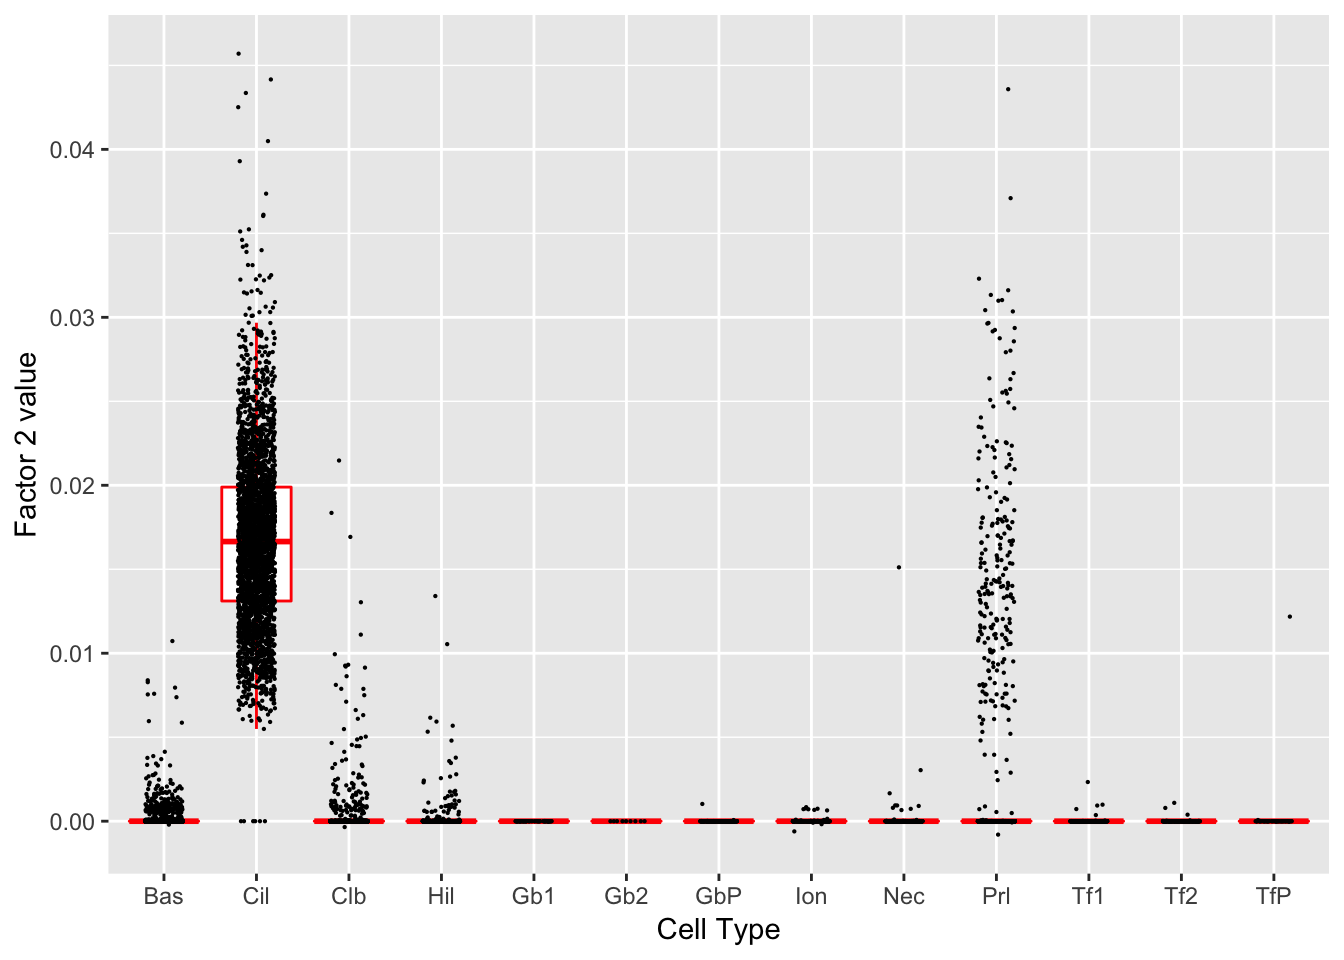 Factor 2 value
0.04
0.03
0.02
0.01
0.00
Bas Cil Clb Hil Gb1 Gb2 GbP Ion Nec Prl Tf1 Tf2 TfP
Cell Type